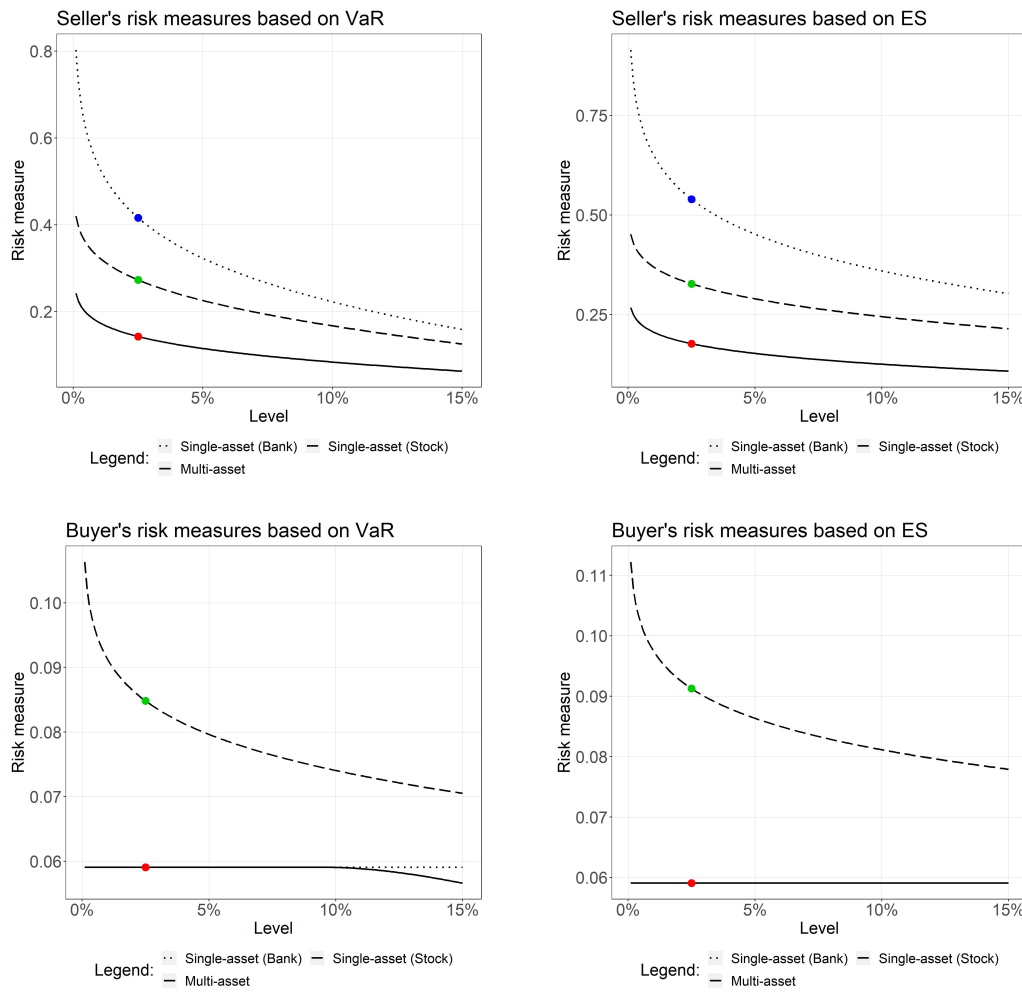 Seller's risk measures based on VaR
Risk measure
0.8
0.6
0.4
0.2
0%
5%
10%
15%
Level
Legend:
Single-asset (Bank)
Single-asset (Stock)
Multi-asset
Seller's risk measures based on ES
Risk measure
0.75
0.50
0.25
0%
5%
10%
15%
Level
Legend:
Single-asset (Bank)
Single-asset (Stock)
Multi-asset
Buyer's risk measures based on VaR
Risk measure
0.10
0.09
0.08
0.07
0.06
0%
5%
10%
15%
Level
Legend:
Single-asset (Bank)
Single-asset (Stock)
Multi-asset
Buyer's risk measures based on ES
Risk measure
0.11
0.10
0.09
0.08
0.07
0.06
0%
5%
10%
15%
Level
Legend:
Single-asset (Bank)
Single-asset (Stock)
Multi-asset